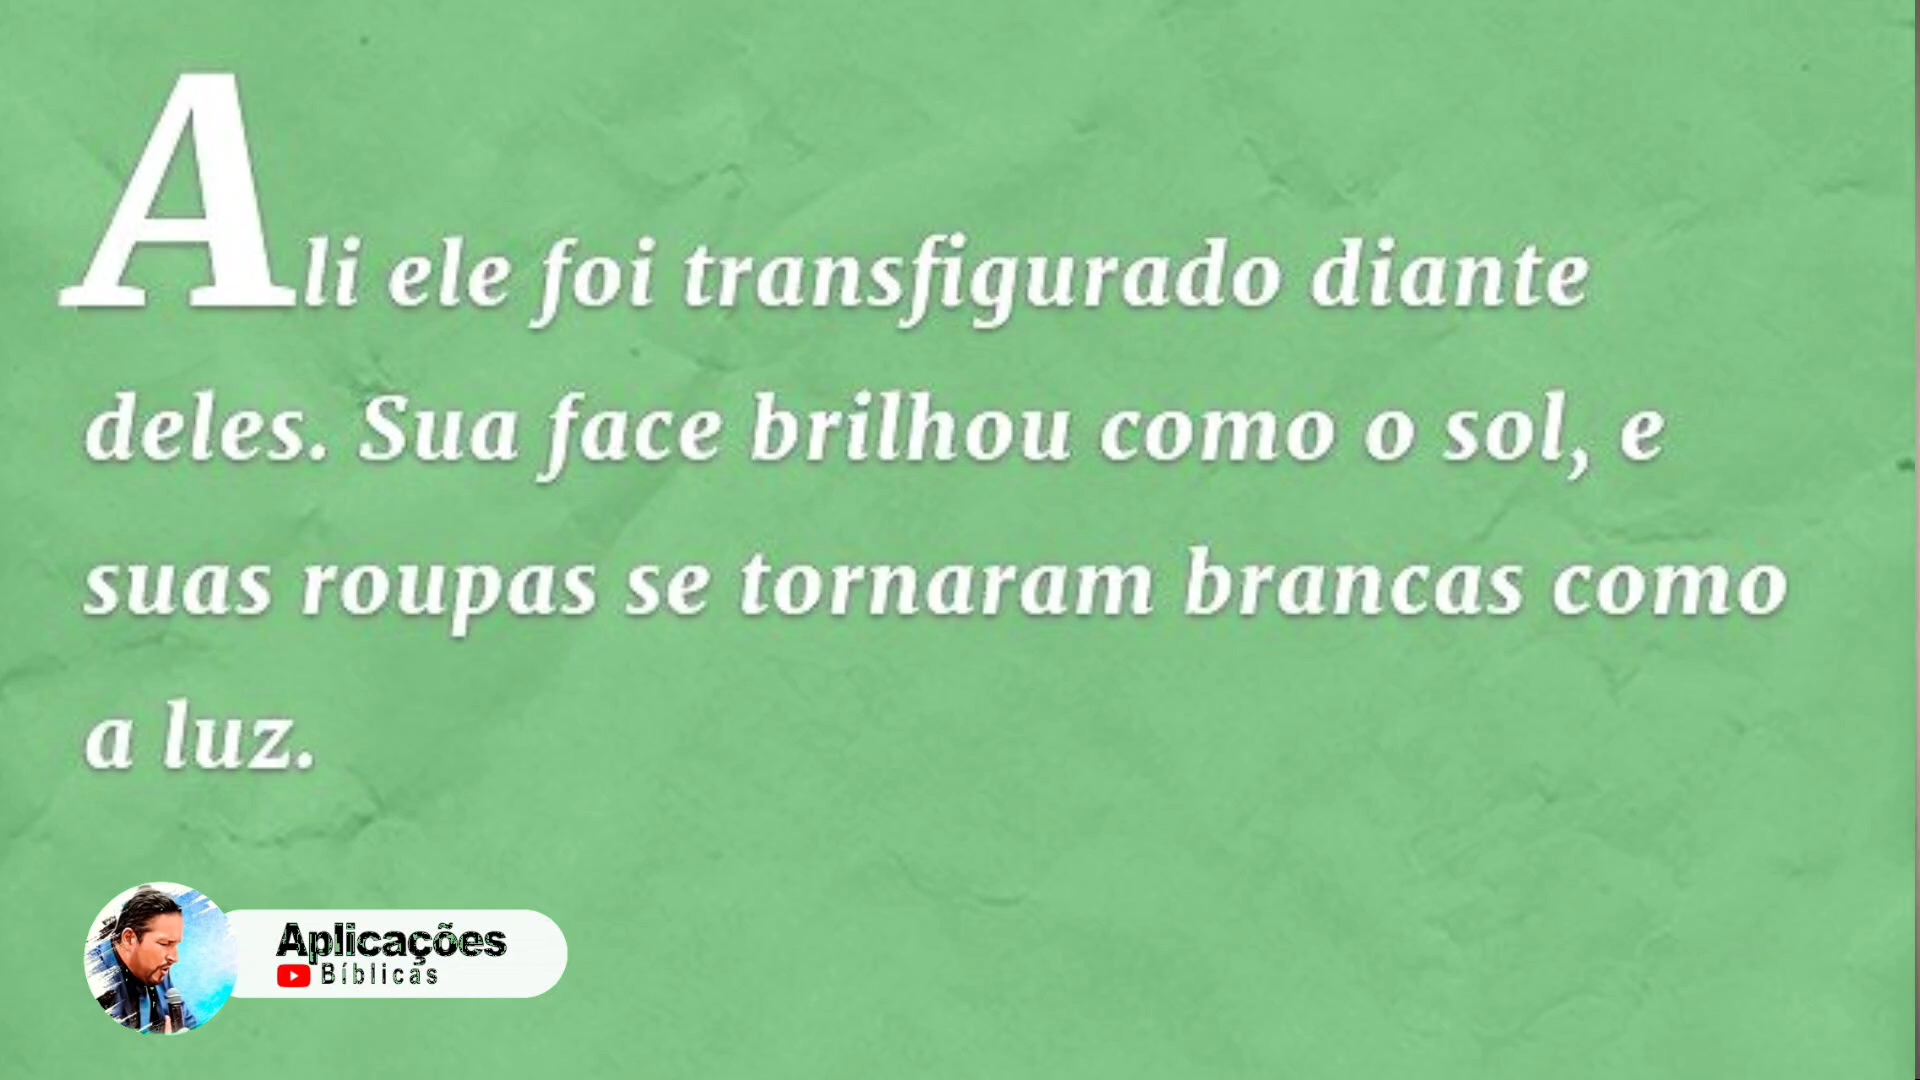 Ali ele foi transfigurado diante
deles. Sua face brilhou como o sol, e
suas roupas se tornaram brancas como
a luz.
Aplicações
Bíblicas